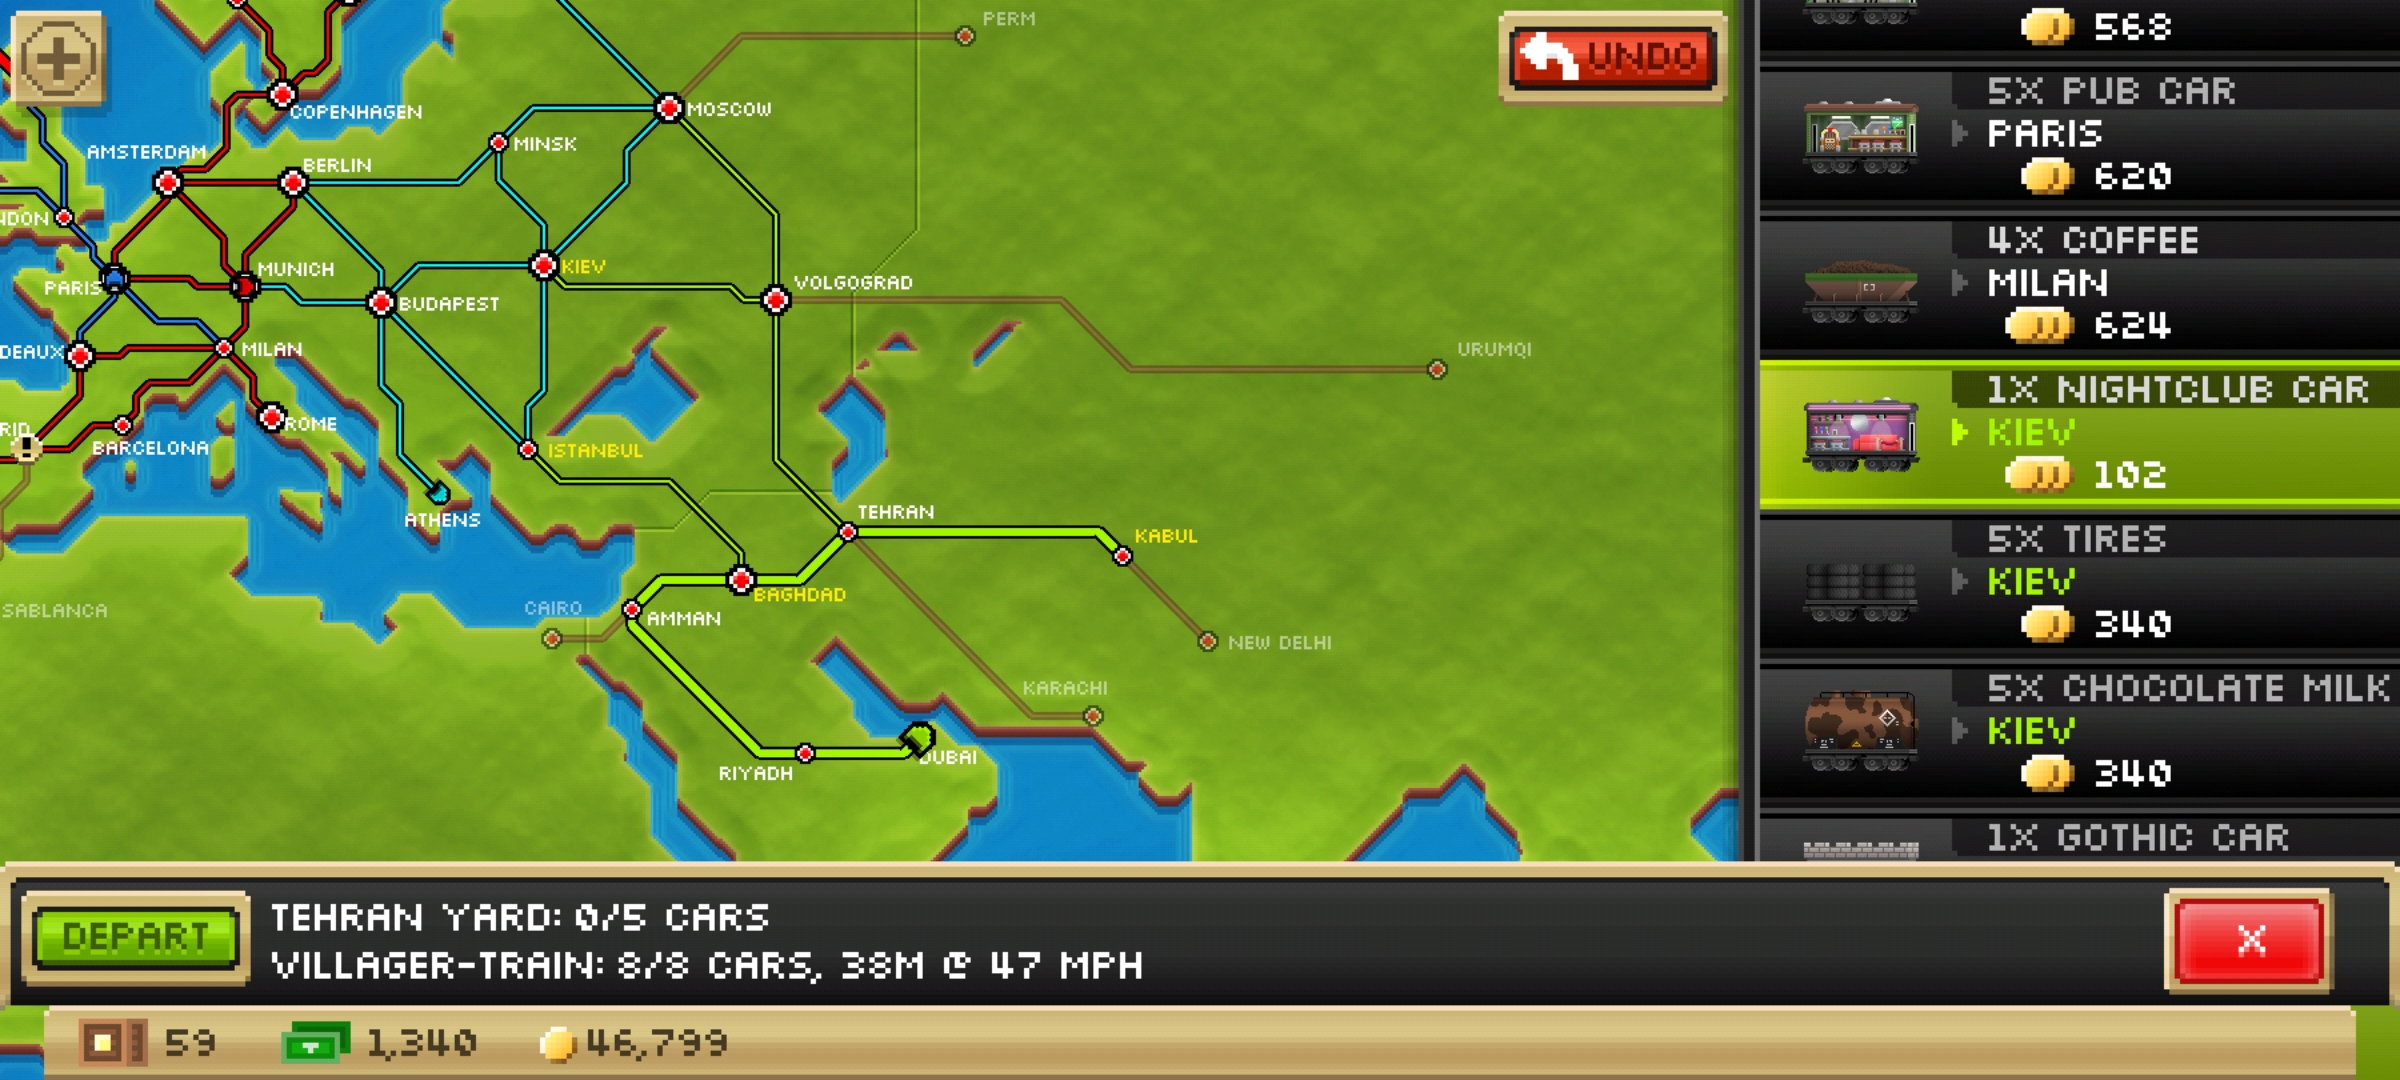 PERM
UNDO
COPENHAGEN
MOSCOW
AMSTERDAM
BERLIN
MINSK
MUNICH
KIEV
PARIS
BUDAPEST
VOLGOGRAD
DEAUX
MILAN
URUMQI
BARCELONA
ROME
ISTANBUL
ATHENS
TEHRAN
KABUL
SABLANCA
CAIRO
AMMAN
BAGHDAD
NEW DELHI
KARACHI
RIYADH
DUBAI
568
5X PUB CAR
PARIS
620
4X COFFEE
MILAN
624
1X NIGHTCLUB CAR
KIEV
102
5X TIRES
KIEV
340
5X CHOCOLATE MILK
KIEV
340
1X GOTHIC CAR
DEPART
TEHRAN YARD: 0/5 CARS
VILLAGER-TRAIN: 8/8 CARS, 38M @ 47 MPH
X
59
1,340
46,799